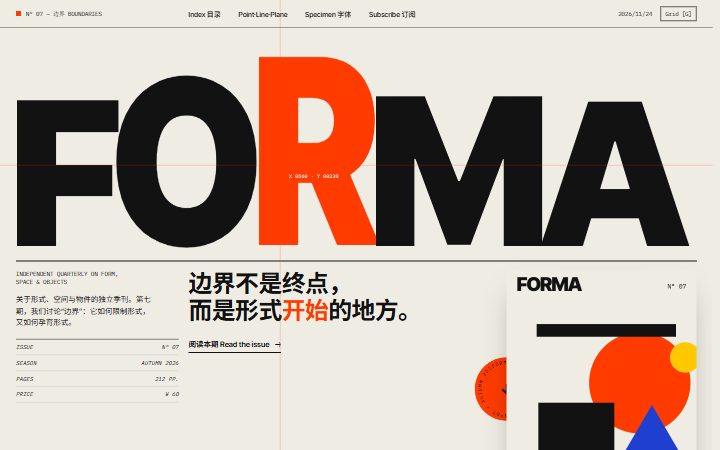 N° 07 — 边界 BOUNDARIES
Index 目录
Point·Line·Plane
Specimen 字体
Subscribe 订阅
2026/11/24
Grid [G]
FORMA
X 0560 · Y 00330
INDEPENDENT QUARTERLY ON FORM,
SPACE & OBJECTS
关于形式、空间与物件的独立季刊。第七
期，我们讨论“边界”：它如何限制形式，
又如何孕育形式。
ISSUE N° 07
SEASON AUTUMN 2026
PAGES 212 PP.
PRICE ¥ 60
边界不是终点，
而是形式开始的地方。
阅读本期 Read the issue →
FORMA
N° 07